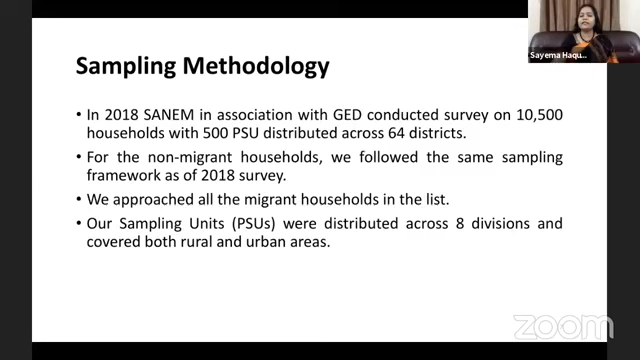 Sampling Methodology
Sayema Haqu...
• In 2018 SANEM in association with GED conducted survey on 10,500
households with 500 PSU distributed across 64 districts.
• For the non-migrant households, we followed the same sampling
framework as of 2018 survey.
• We approached all the migrant households in the list.
• Our Sampling Units (PSUs) were distributed across 8 divisions and
covered both rural and urban areas.
zoom